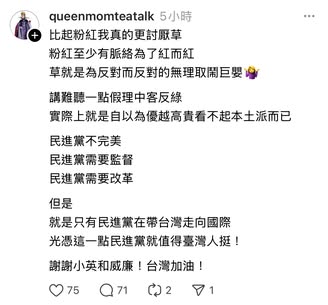 queenmomteatalk 5小時
比起粉紅我真的更討厭草
粉紅至少有脈絡為了紅而紅
草就是為反對而反對的無理取鬧巨嬰🤷‍♀️
講難聽一點假理中客反綠
實際上就是自以為優越高貴看不起本土派而已
民進黨不完美
民進黨需要監督
民進黨需要改革
但是
就是只有民進黨在帶台灣走向國際
光憑這一點民進黨就值得臺灣人挺！
謝謝小英和威廉！台灣加油！
75 71 2 1